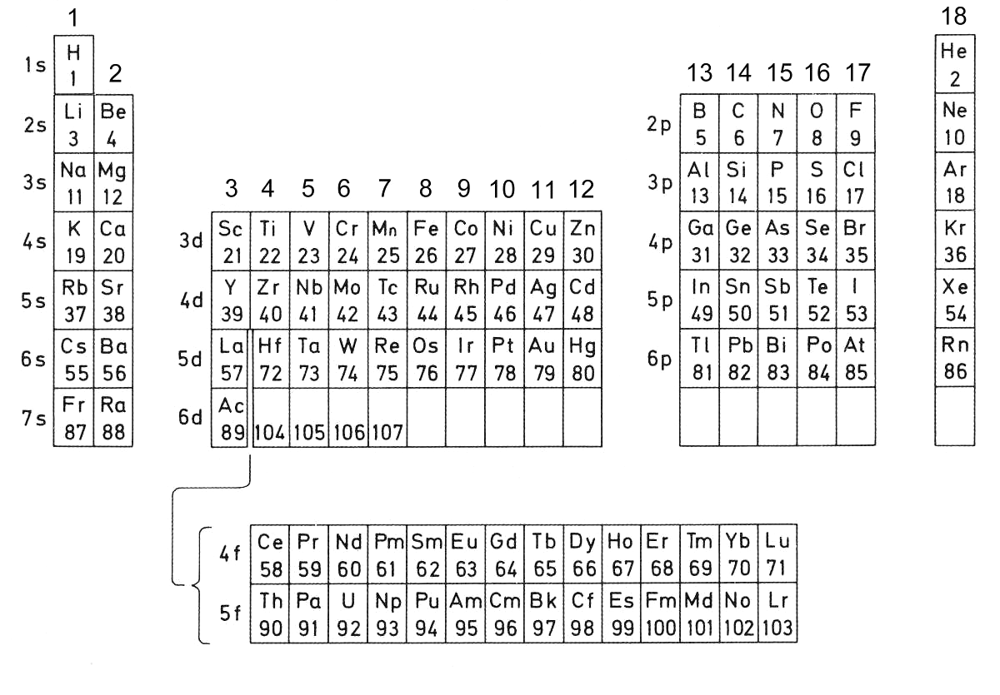 1 18
H He
1s 1 2 2 13 14 15 16 17
Li Be B C N O F Ne
2s 3 4 2p 5 6 7 8 9 10
Na Mg Al Si P S Cl Ar
3s 11 12 3 4 5 6 7 8 9 10 11 12 3p 13 14 15 16 17 18
K Ca Sc Ti V Cr Mn Fe Co Ni Cu Zn Ga Ge As Se Br Kr
4s 19 20 3d 21 22 23 24 25 26 27 28 29 30 4p 31 32 33 34 35 36
Rb Sr Y Zr Nb Mo Tc Ru Rh Pd Ag Cd In Sn Sb Te I Xe
5s 37 38 4d 39 40 41 42 43 44 45 46 47 48 5p 49 50 51 52 53 54
Cs Ba La Hf Ta W Re Os Ir Pt Au Hg Tl Pb Bi Po At Rn
6s 55 56 5d 57 72 73 74 75 76 77 78 79 80 6p 81 82 83 84 85 86
Fr Ra Ac
7s 87 88 6d 89 104 105 106 107
Ce Pr Nd Pm Sm Eu Gd Tb Dy Ho Er Tm Yb Lu
4f 58 59 60 61 62 63 64 65 66 67 68 69 70 71
Th Pa U Np Pu Am Cm Bk Cf Es Fm Md No Lr
5f 90 91 92 93 94 95 96 97 98 99 100 101 102 103